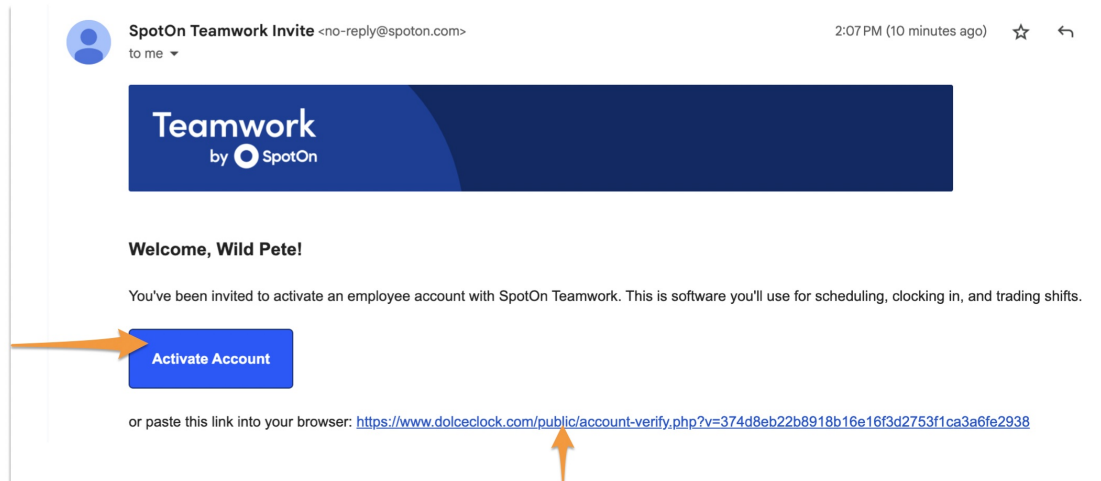 SpotOn Teamwork Invite <no-reply@spoton.com> 2:07 PM (10 minutes ago)
to me
Teamwork
by SpotOn
Welcome, Wild Pete!
You've been invited to activate an employee account with SpotOn Teamwork. This is software you'll use for scheduling, clocking in, and trading shifts.
Activate Account
or paste this link into your browser: https://www.dolceclock.com/public/account-verify.php?v=374d8eb22b8918b16e16f3d2753f1ca3a6fe2938